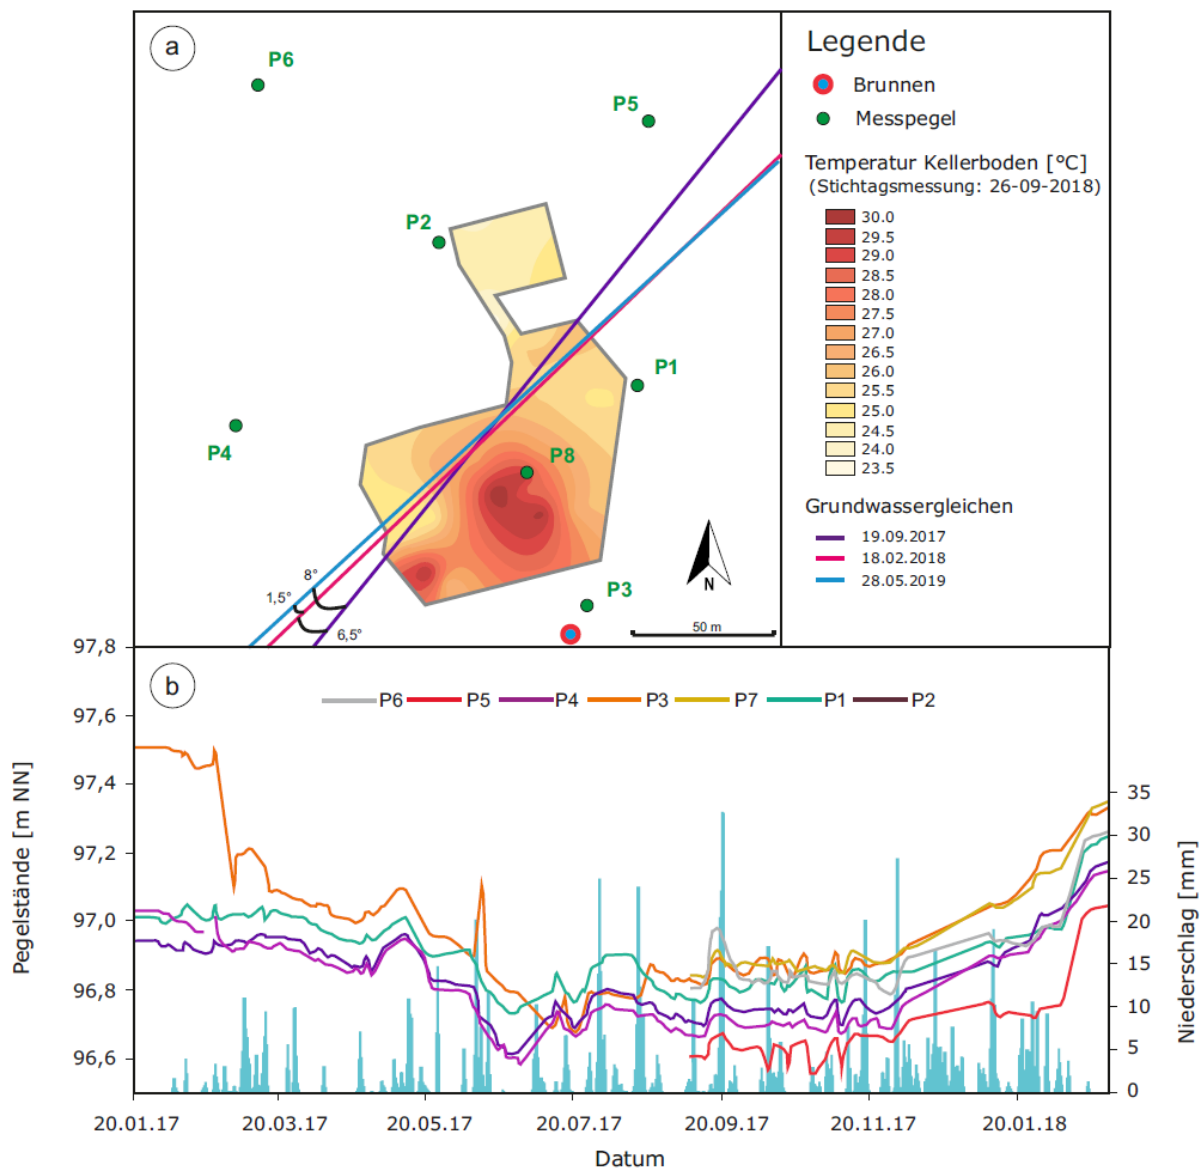 a
P6
P5
P2
P1
P4
P8
P3
N
50 m
8°
1,5°
6,5°
Legende
Brunnen
Messpegel
Temperatur Kellerboden [°C]
(Stichtagsmessung: 26-09-2018)
30.0
29.5
29.0
28.5
28.0
27.5
27.0
26.5
26.0
25.5
25.0
24.5
24.0
23.5
Grundwassergleichen
19.09.2017
18.02.2018
28.05.2019
b
P6 P5 P4 P3 P7 P1 P2
Pegelstände [m NN]
97,8
97,6
97,4
97,2
97,0
96,8
96,6
Niederschlag [mm]
35
30
25
20
15
10
5
0
20.01.17 20.03.17 20.05.17 20.07.17 20.09.17 20.11.17 20.01.18
Datum